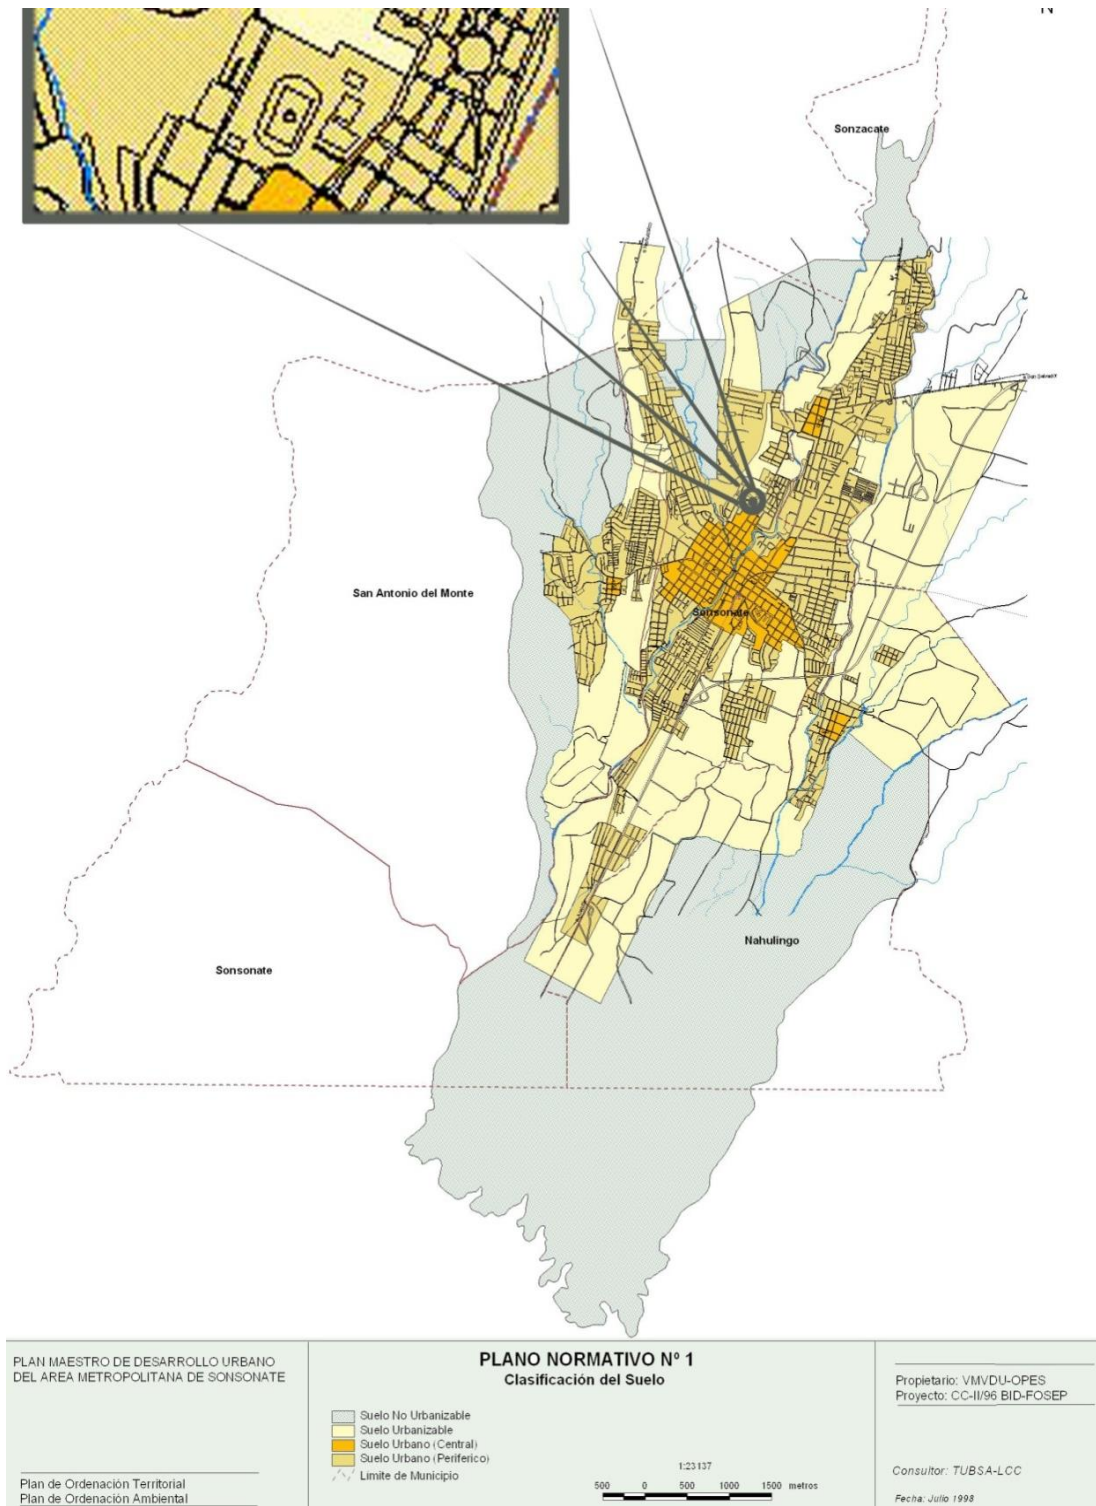 N
Sonzacate
San Antonio del Monte
Sonsonate
Sonsonate
Nahulingo
PLAN MAESTRO DE DESARROLLO URBANO
DEL AREA METROPOLITANA DE SONSONATE
Plan de Ordenación Territorial
Plan de Ordenación Ambiental
PLANO NORMATIVO Nº 1
Clasificación del Suelo
Suelo No Urbanizable
Suelo Urbanizable
Suelo Urbano (Central)
Suelo Urbano (Periferico)
Limite de Municipio
1:23137
500 0 500 1000 1500 metros
Propietario: VMVDU-OPES
Proyecto: CC-II/96 BID-FOSEP
Consultor: TUBSA-LCC
Fecha: Julio 1998